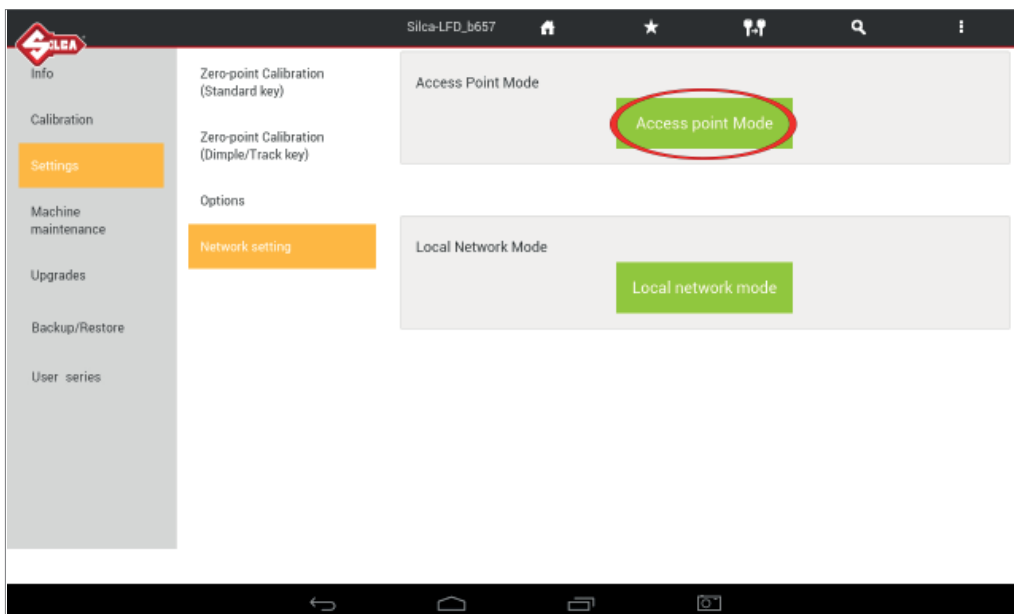 Silca-LFD_b657
SILCA
Info
Calibration
Settings
Machine
maintenance
Upgrades
Backup/Restore
User series
Zero-point Calibration
(Standard key)
Zero-point Calibration
(Dimple/Track key)
Options
Network setting
Access Point Mode
Access point Mode
Local Network Mode
Local network mode